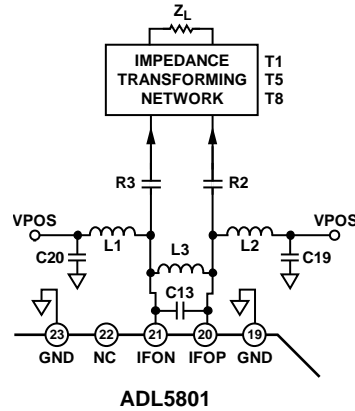 ZL
IMPEDANCE
TRANSFORMING
NETWORK
T1
T5
T8
R3
R2
VPOS
VPOS
L1
L3
L2
C20
C19
C13
23
22
21
20
19
GND
NC
IFON
IFOP
GND
ADL5801